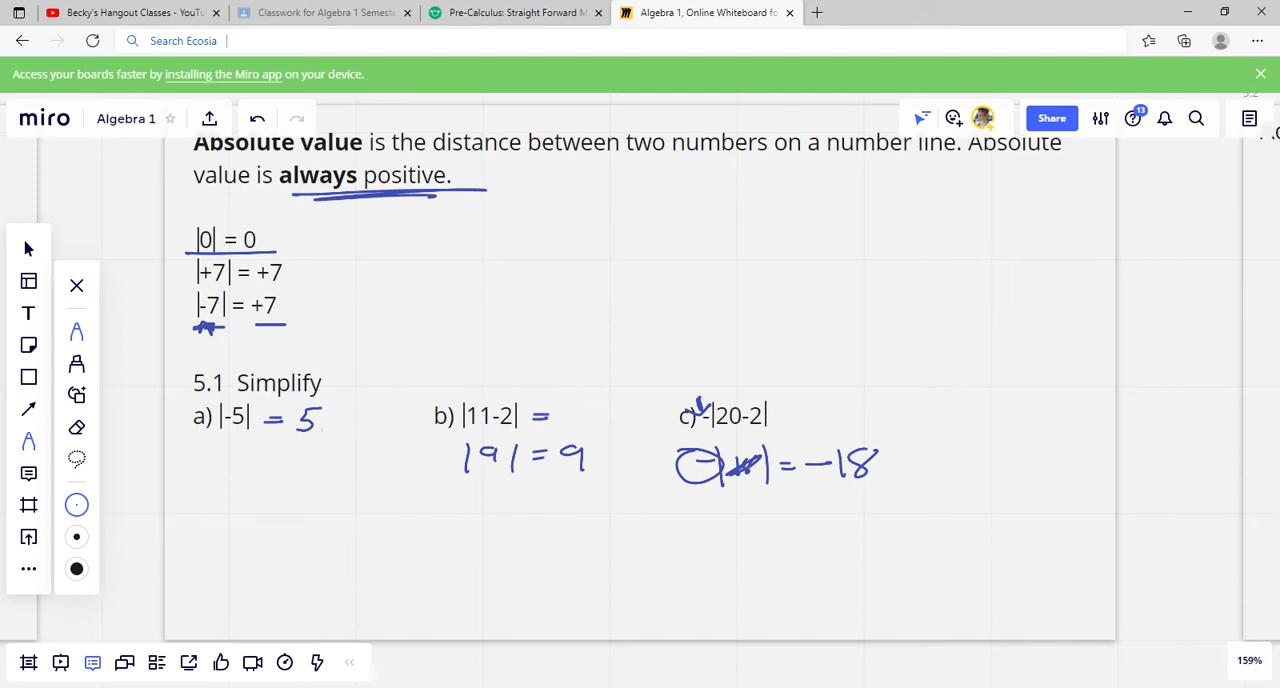 Becky's Hangout Classes - YouTu
Classwork for Algebra 1 Semeste
Pre-Calculus: Straight Forward M
Algebra 1, Online Whiteboard fo
Search Ecosia
Access your boards faster by installing the Miro app on your device.
5.2
miro Algebra 1 Share 13
Absolute value is the distance between two numbers on a number line. Absolute
value is always positive.
|0| = 0
|+7| = +7
|-7| = +7
5.1 Simplify
a) |-5| = 5 b) |11-2| = c) -|20-2|
|9| = 9 = -18
T
159%